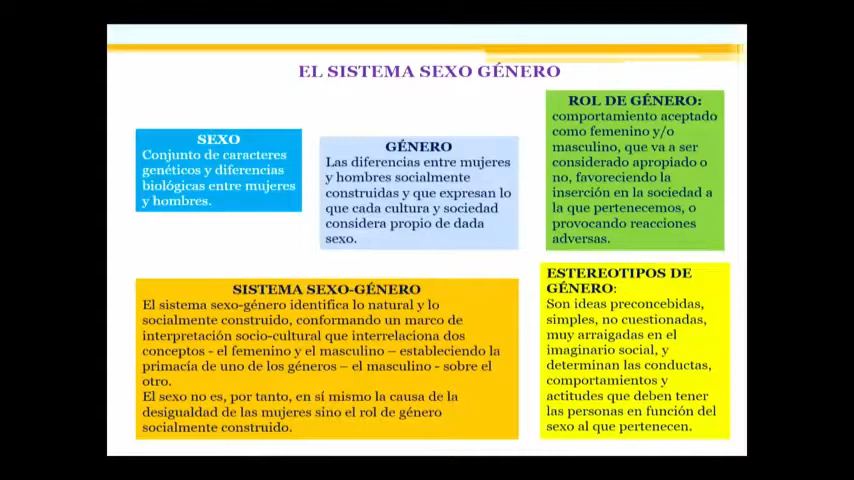 EL SISTEMA SEXO GÉNERO
SEXO
Conjunto de caracteres
genéticos y diferencias
biológicas entre mujeres
y hombres.
GÉNERO
Las diferencias entre mujeres
y hombres socialmente
construidas y que expresan lo
que cada cultura y sociedad
considera propio de dada
sexo.
ROL DE GÉNERO:
comportamiento aceptado
como femenino y/o
masculino, que va a ser
considerado apropiado o
no, favoreciendo la
inserción en la sociedad a
la que pertenecemos, o
provocando reacciones
adversas.
SISTEMA SEXO-GÉNERO
El sistema sexo-género identifica lo natural y lo
socialmente construido, conformando un marco de
interpretación socio-cultural que interrelaciona dos
conceptos - el femenino y el masculino – estableciendo la
primacía de uno de los géneros – el masculino - sobre el
otro.
El sexo no es, por tanto, en sí mismo la causa de la
desigualdad de las mujeres sino el rol de género
socialmente construido.
ESTEREOTIPOS DE
GÉNERO:
Son ideas preconcebidas,
simples, no cuestionadas,
muy arraigadas en el
imaginario social, y
determinan las conductas,
comportamientos y
actitudes que deben tener
las personas en función del
sexo al que pertenecen.